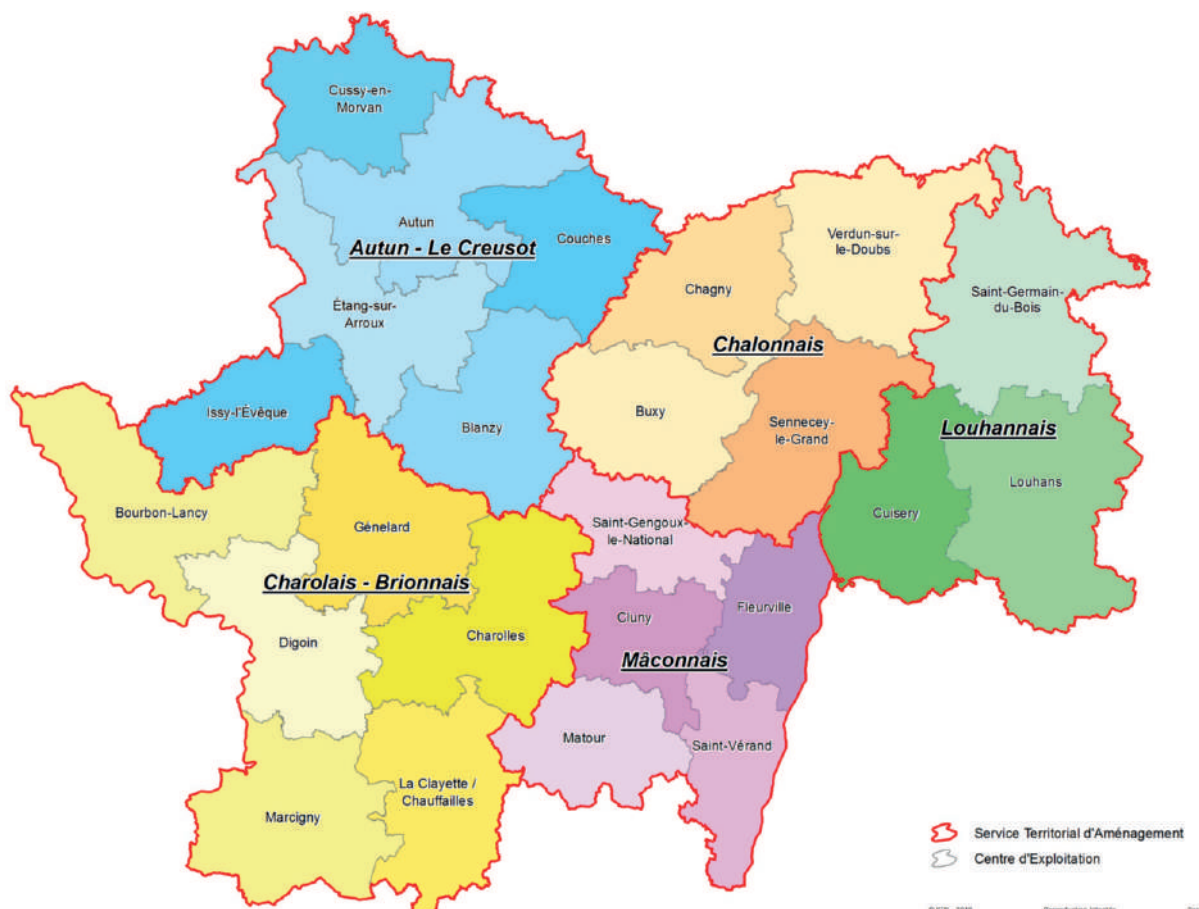 Cussy-en-
Morvan
Autun
Autun - Le Creusot
Couches
Étang-sur-
Arroux
Issy-l'Évêque
Blanzy
Verdun-sur-
le-Doubs
Chagny
Chalonnais
Buxy
Sennecey-
le-Grand
Saint-Germain-
du-Bois
Louhannais
Louhans
Cuisery
Bourbon-Lancy
Génelard
Charolais - Brionnais
Digoin
Charolles
Marcigny
La Clayette /
Chauffailles
Saint-Gengoux-
le-National
Cluny
Fleurville
Mâconnais
Matour
Saint-Vérand
Service Territorial d'Aménagement
Centre d'Exploitation